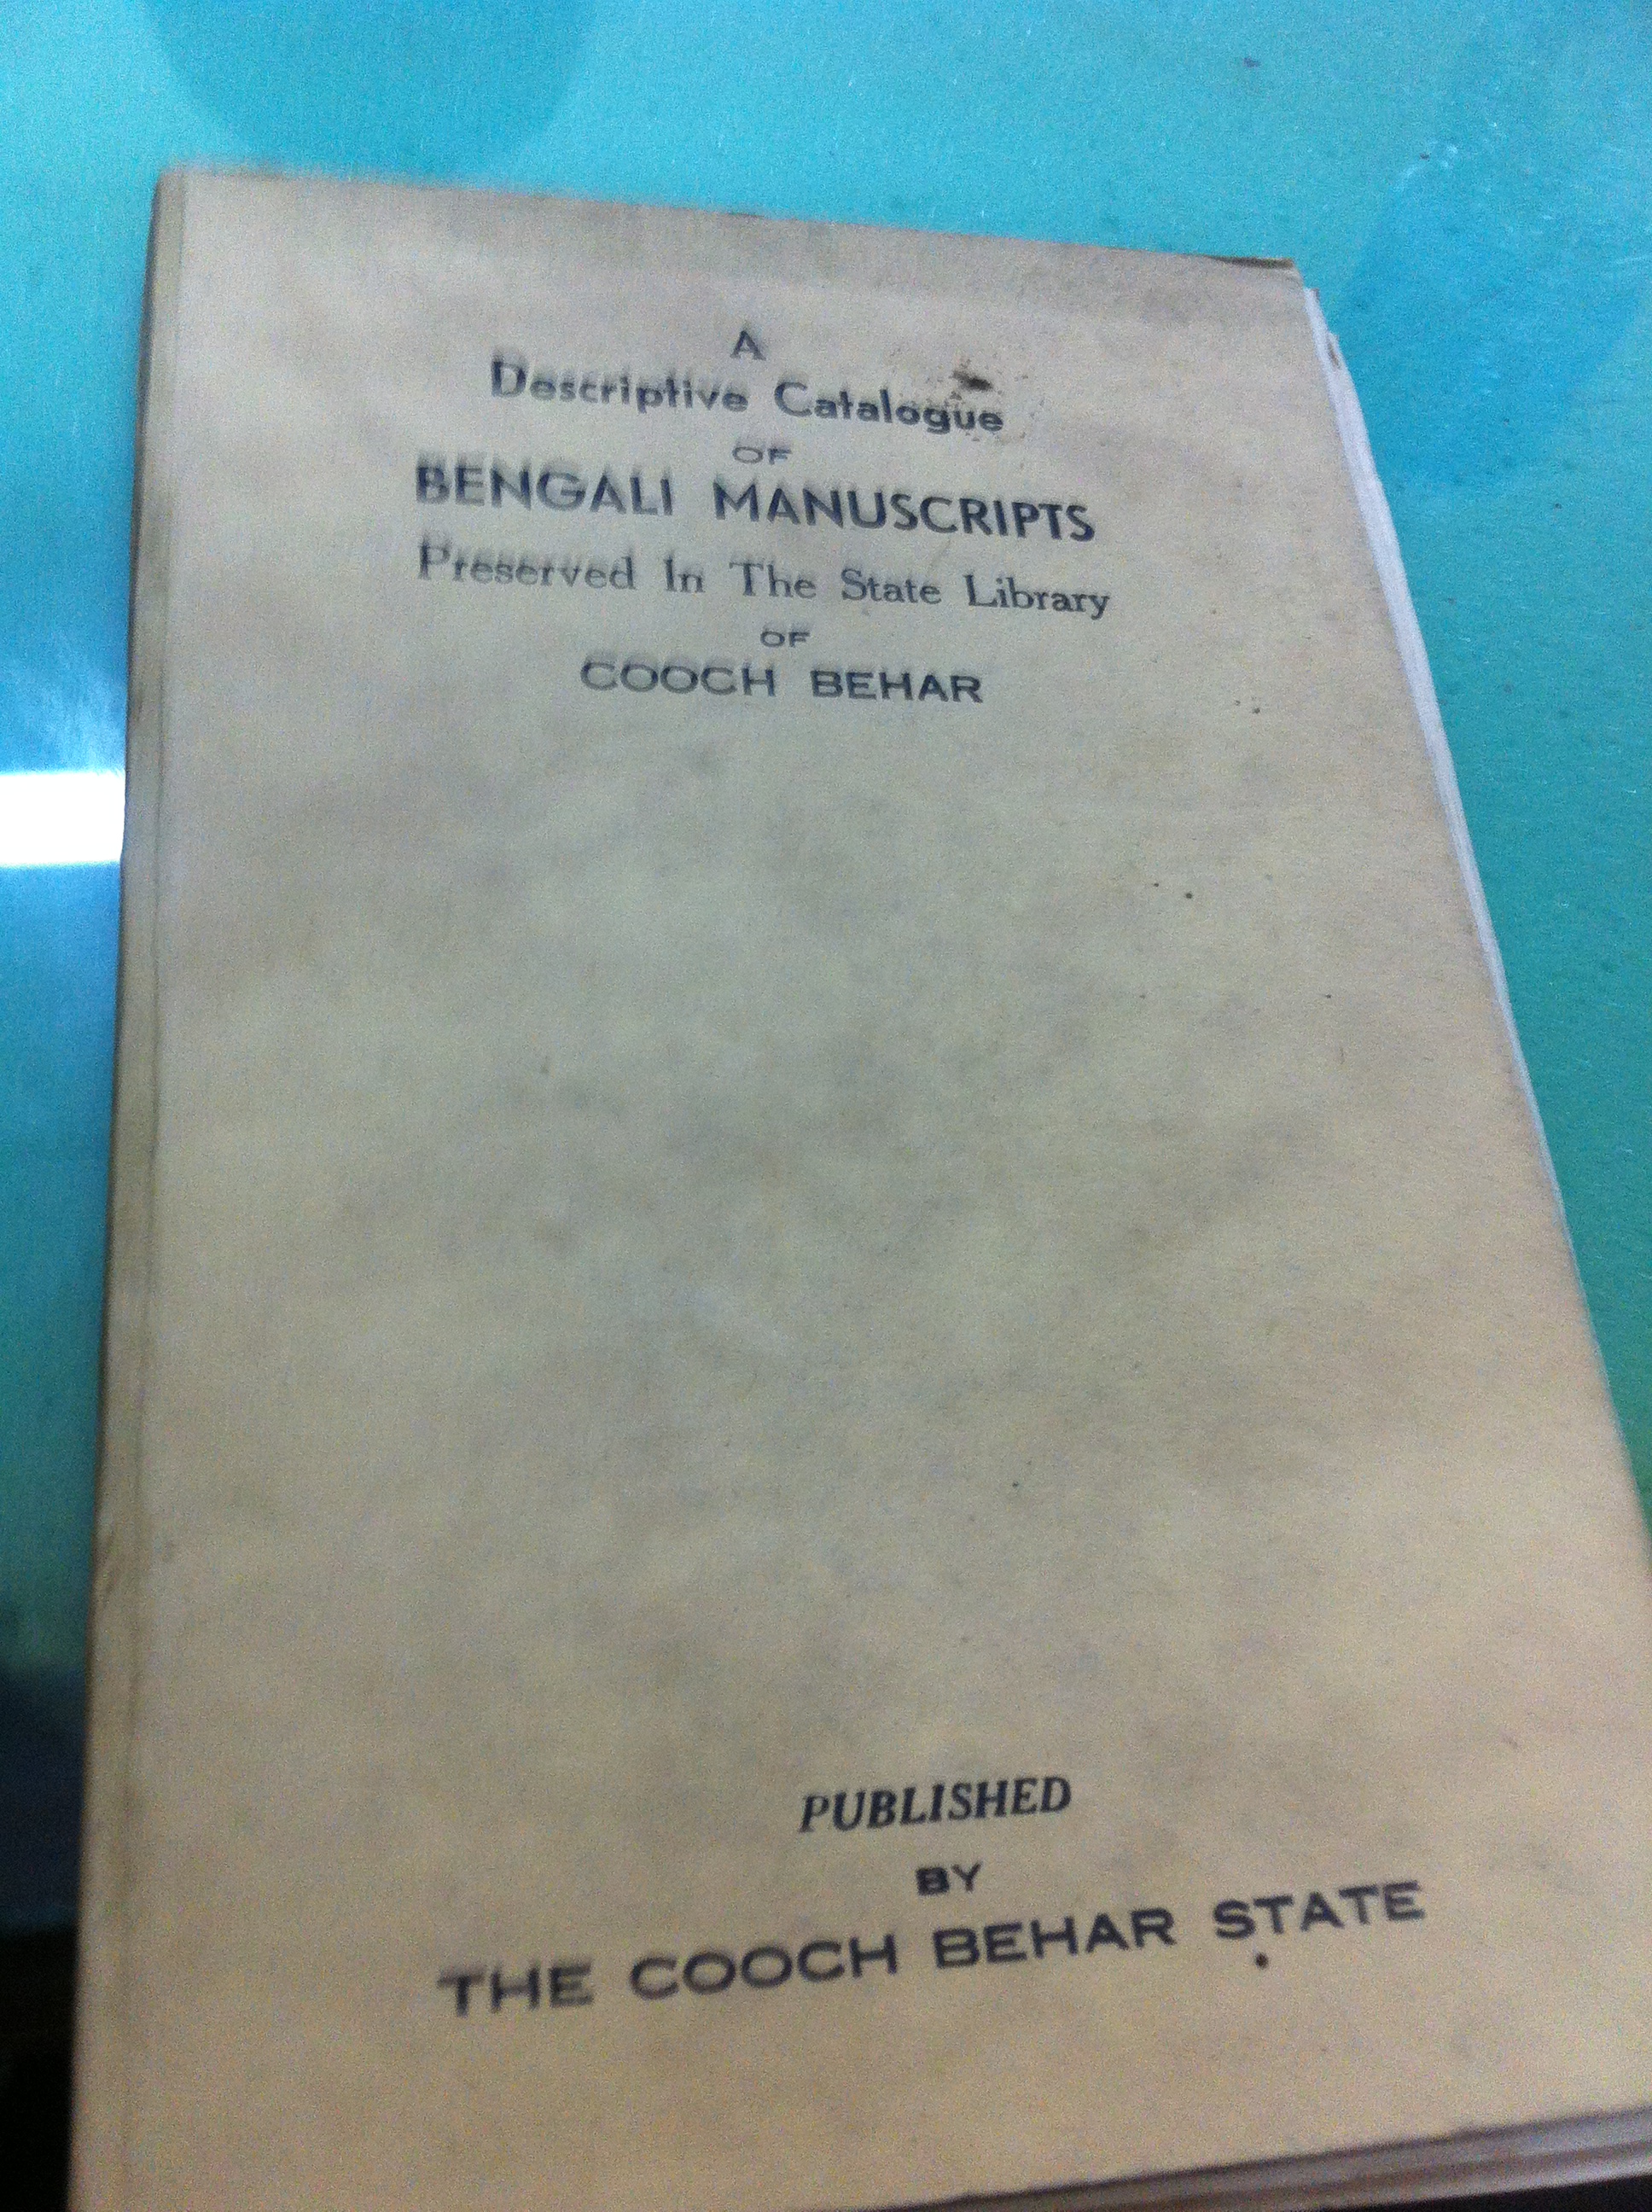 A
Descriptive Catalogue
OF
BENGALI MANUSCRIPTS
Preserved In The State Library
OF
COOCH BEHAR
PUBLISHED
BY
THE COOCH BEHAR STATE